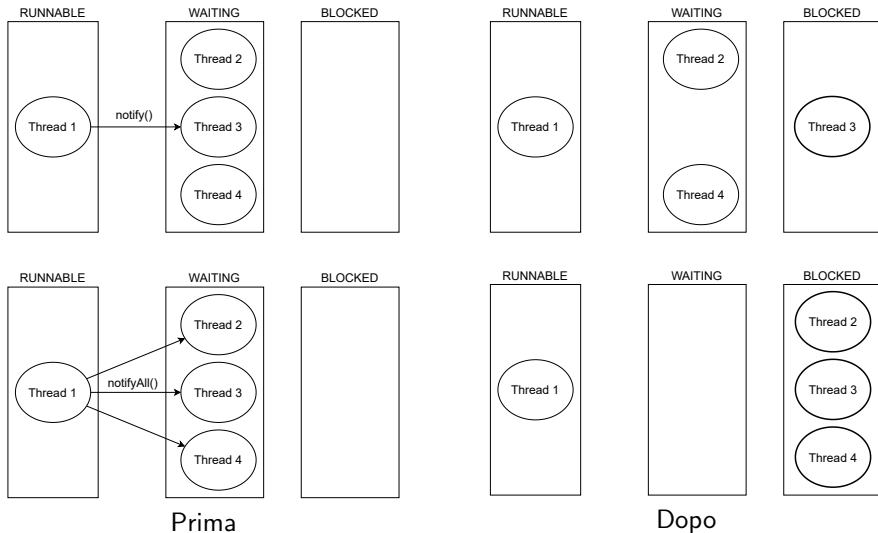 RUNNABLE WAITING BLOCKED RUNNABLE WAITING BLOCKED
Thread 2 Thread 2
Thread 1 notify() Thread 3 Thread 1 Thread 3
Thread 4 Thread 4
RUNNABLE WAITING BLOCKED RUNNABLE WAITING BLOCKED
Thread 2 Thread 2
Thread 1 notifyAll() Thread 3 Thread 1 Thread 3
Thread 4 Thread 4
Prima Dopo